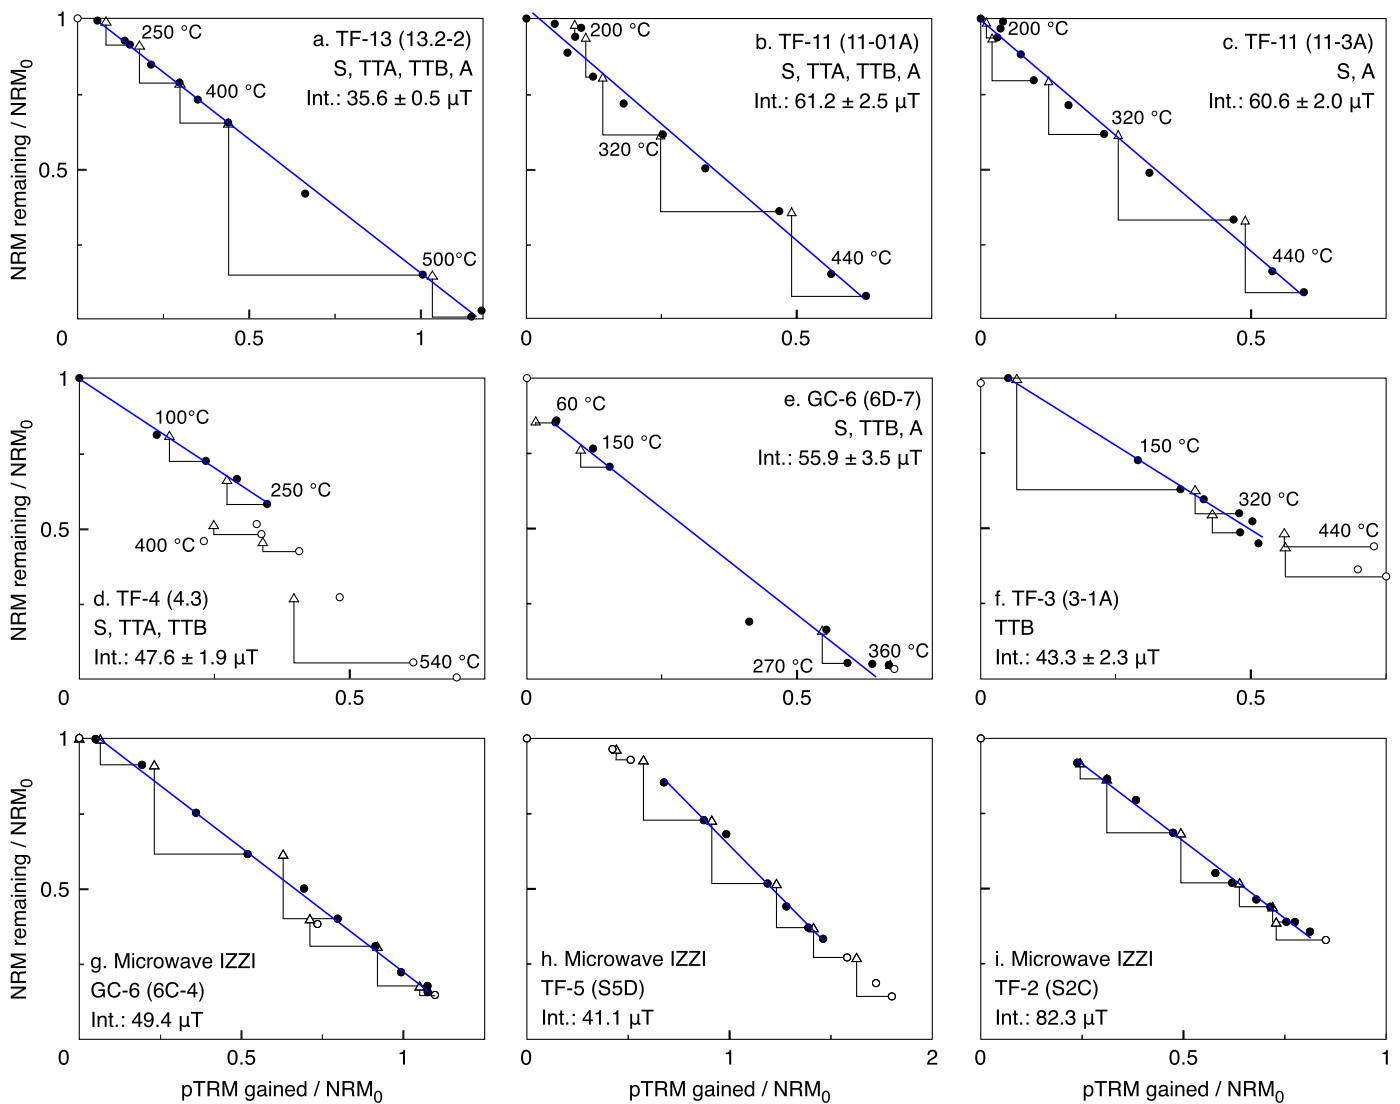 1
0.5
0
NRM remaining / NRM0
250 °C
400 °C
500°C
a. TF-13 (13.2-2)
S, TTA, TTB, A
Int.: 35.6 ± 0.5 µT
0.5
1
200 °C
320 °C
440 °C
b. TF-11 (11-01A)
S, TTA, TTB, A
Int.: 61.2 ± 2.5 µT
0
0.5
200 °C
320 °C
440 °C
c. TF-11 (11-3A)
S, A
Int.: 60.6 ± 2.0 µT
0
0.5
1
0.5
0
NRM remaining / NRM0
100°C
250 °C
400 °C
540 °C
d. TF-4 (4.3)
S, TTA, TTB
Int.: 47.6 ± 1.9 µT
0.5
60 °C
150 °C
270 °C
360 °C
e. GC-6 (6D-7)
S, TTB, A
Int.: 55.9 ± 3.5 µT
0
0.5
150 °C
320 °C
440 °C
f. TF-3 (3-1A)
TTB
Int.: 43.3 ± 2.3 µT
0
0.5
1
0.5
0
NRM remaining / NRM0
g. Microwave IZZI
GC-6 (6C-4)
Int.: 49.4 µT
0.5
1
pTRM gained / NRM0
h. Microwave IZZI
TF-5 (S5D)
Int.: 41.1 µT
0
1
2
pTRM gained / NRM0
i. Microwave IZZI
TF-2 (S2C)
Int.: 82.3 µT
0
0.5
1
pTRM gained / NRM0